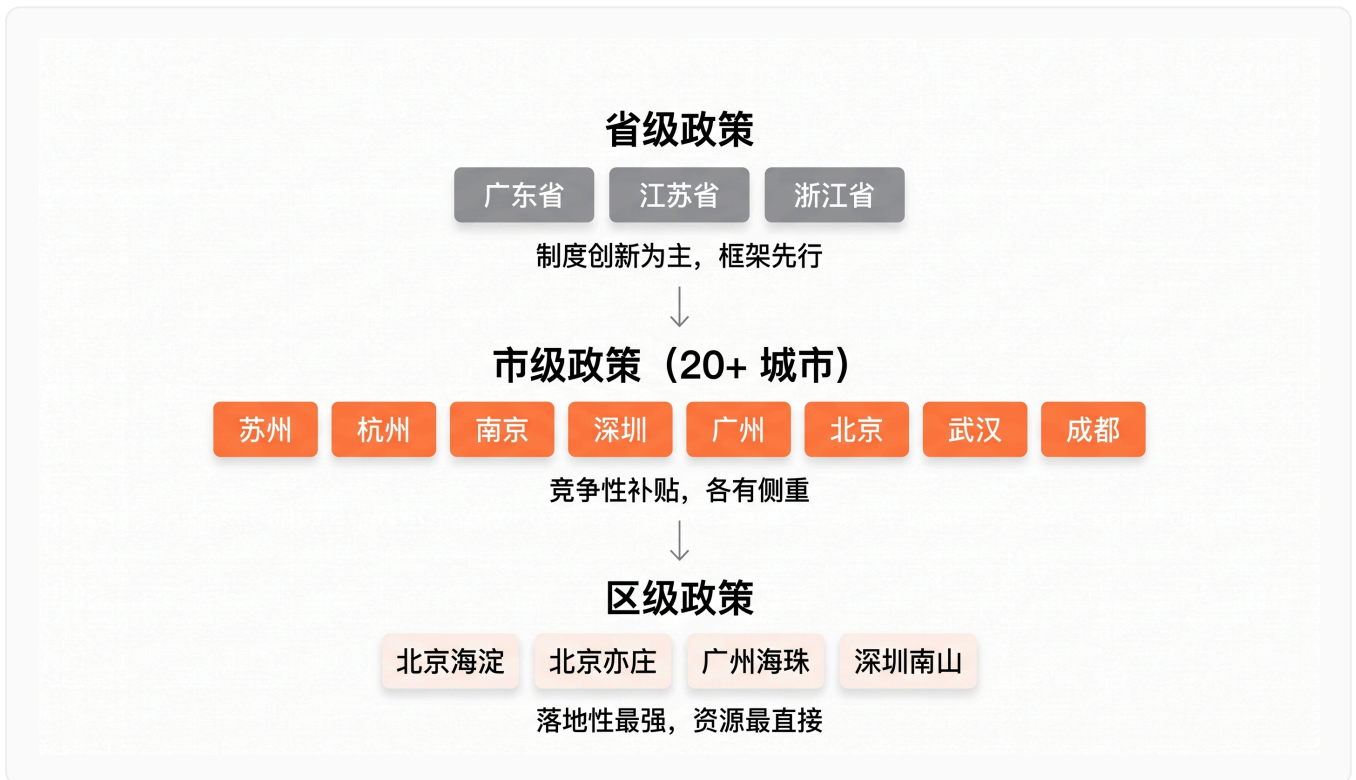 省级政策
广东省 江苏省 浙江省
制度创新为主，框架先行
市级政策（20+ 城市）
苏州 杭州 南京 深圳 广州 北京 武汉 成都
竞争性补贴，各有侧重
区级政策
北京海淀 北京亦庄 广州海珠 深圳南山
落地性最强，资源最直接